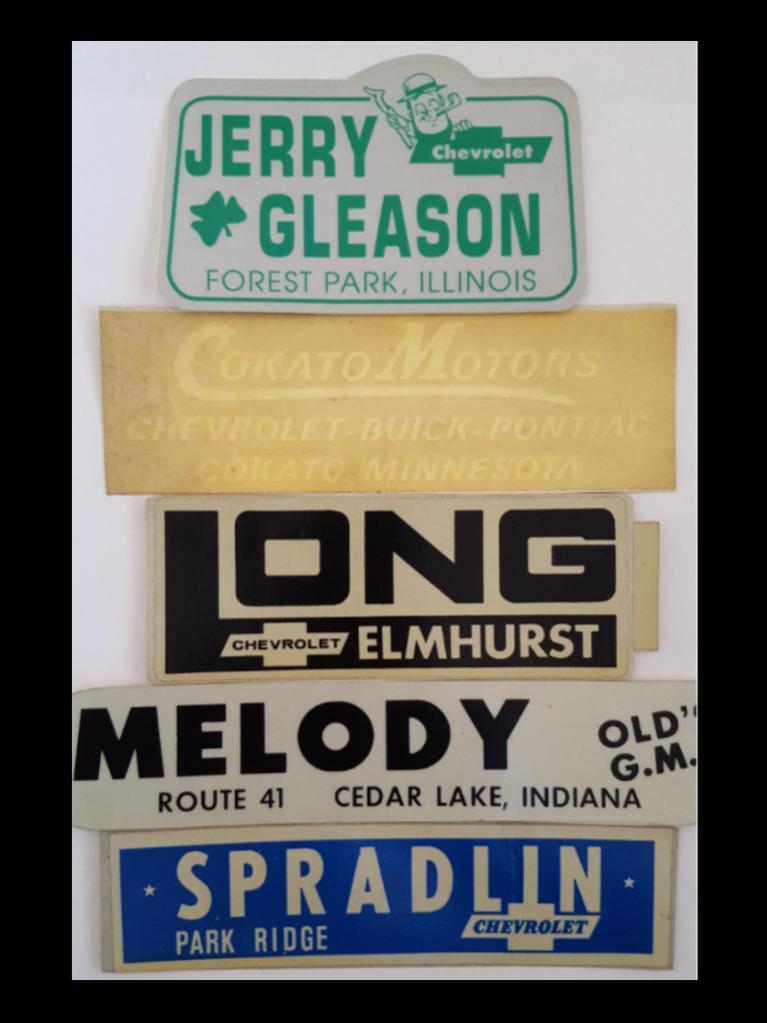 JERRY
Chevrolet
GLEASON
FOREST PARK, ILLINOIS
COKATO MOTORS
CHEVROLET-BUICK-PONTIAC
COKATO, MINNESOTA
LONG
CHEVROLET ELMHURST
MELODY OLD'S
G.M.
ROUTE 41 CEDAR LAKE, INDIANA
SPRADLIN
PARK RIDGE CHEVROLET